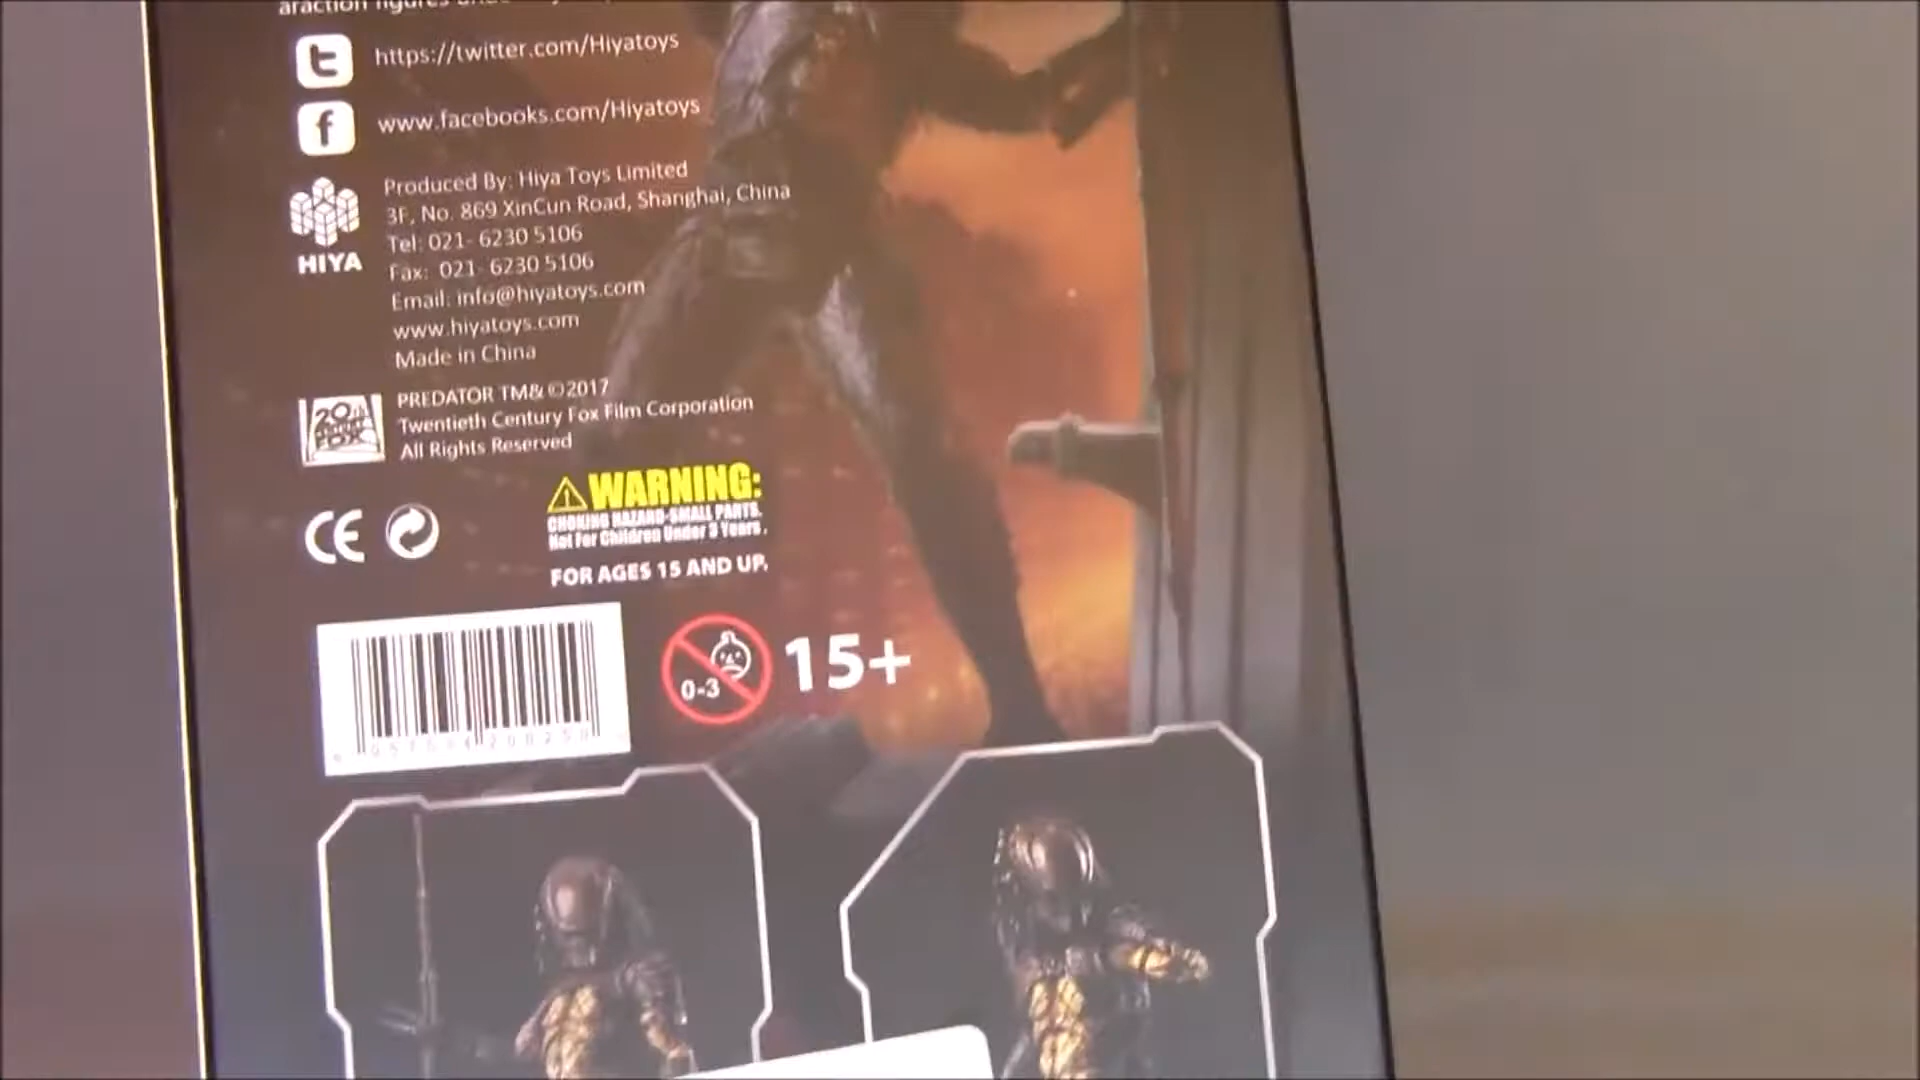 https://twitter.com/Hiyatoys
www.facebooks.com/Hiyatoys
Produced By: Hiya Toys Limited
3F, No. 869 XinCun Road, Shanghai, China
Tel: 021- 6230 5106
Fax: 021- 6230 5106
Email: info@hiyatoys.com
www.hiyatoys.com
Made in China
HIYA
PREDATOR TM& ©2017
Twentieth Century Fox Film Corporation
All Rights Reserved
20th CENTURY FOX
WARNING:
CHOKING HAZARD-SMALL PARTS.
Not For Children Under 3 Years.
FOR AGES 15 AND UP.
CE
0-3
15+